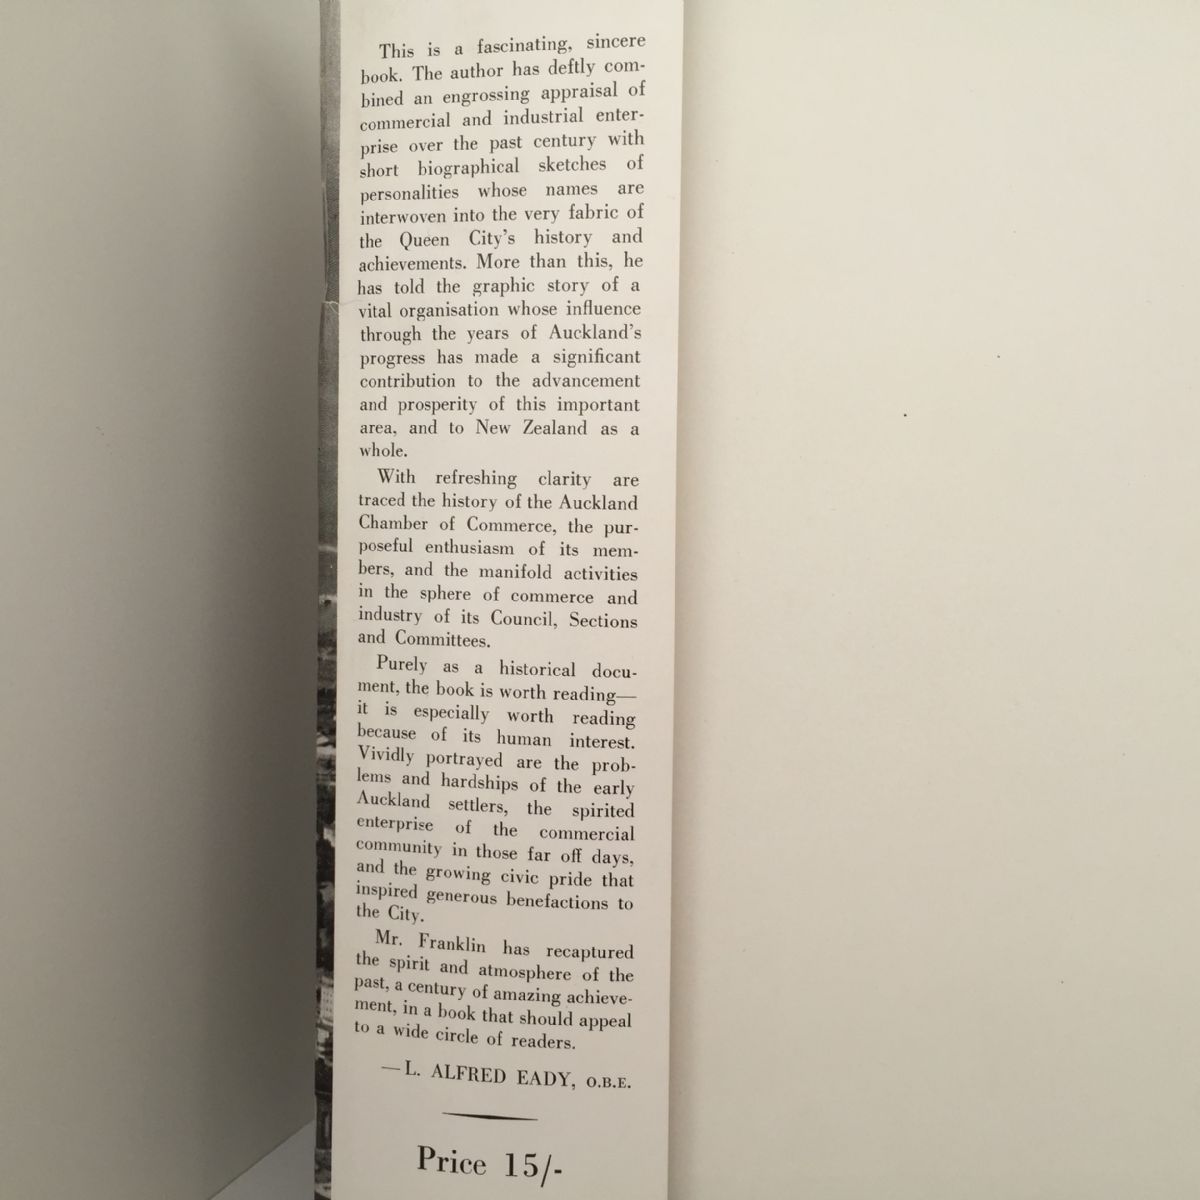 This is a fascinating, sincere
book. The author has deftly com-
bined an engrossing appraisal of
commercial and industrial enter-
prise over the past century with
short biographical sketches of
personalities whose names are
interwoven into the very fabric of
the Queen City's history and
achievements. More than this, he
has told the graphic story of a
vital organisation whose influence
through the years of Auckland's
progress has made a significant
contribution to the advancement
and prosperity of this important
area, and to New Zealand as a
whole.
With refreshing clarity are
traced the history of the Auckland
Chamber of Commerce, the pur-
poseful enthusiasm of its mem-
bers, and the manifold activities
in the sphere of commerce and
industry of its Council, Sections
and Committees.
Purely as a historical docu-
ment, the book is worth reading—
it is especially worth reading
because of its human interest.
Vividly portrayed are the prob-
lems and hardships of the early
Auckland settlers, the spirited
enterprise of the commercial
community in those far off days,
and the growing civic pride that
inspired generous benefactions to
the City.
Mr. Franklin has recaptured
the spirit and atmosphere of the
past, a century of amazing achieve-
ment, in a book that should appeal
to a wide circle of readers.
—L. ALFRED EADY, O.B.E.
Price 15/-